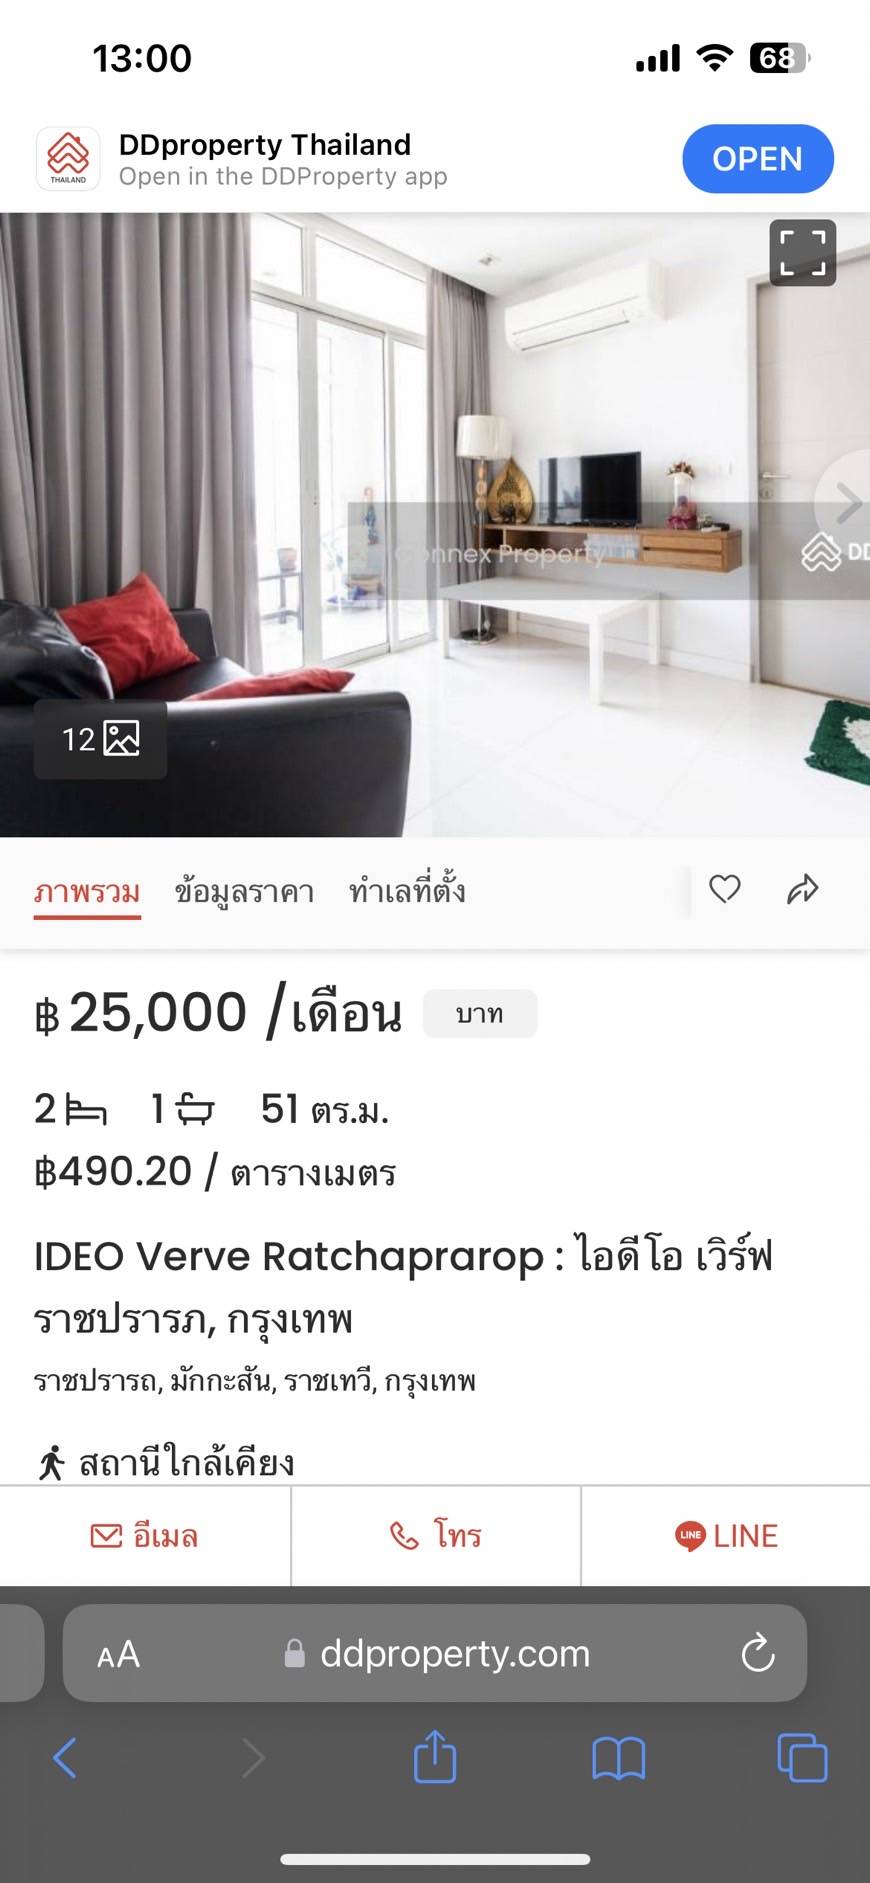 13:00
68
DDproperty Thailand
Open in the DDProperty app
OPEN
THAILAND
Connex Property
DD
12
ภาพรวม ข้อมูลราคา ทำเลที่ตั้ง
฿ 25,000 /เดือน บาท
2 1 51 ตร.ม.
฿490.20 / ตารางเมตร
IDEO Verve Ratchaprarop : ไอดีโอ เวิร์ฟ
ราชปรารภ, กรุงเทพ
ราชปรารถ, มักกะสัน, ราชเทวี, กรุงเทพ
สถานีใกล้เคียง
อีเมล โทร LINE LINE
AA ddproperty.com